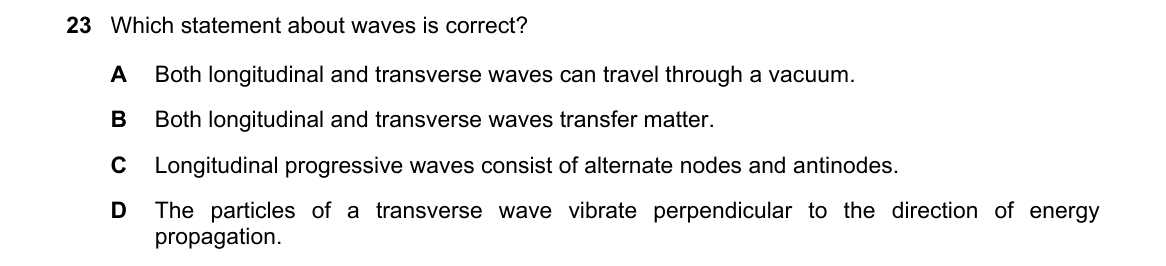 23 Which statement about waves is correct?
A Both longitudinal and transverse waves can travel through a vacuum.
B Both longitudinal and transverse waves transfer matter.
C Longitudinal progressive waves consist of alternate nodes and antinodes.
D The particles of a transverse wave vibrate perpendicular to the direction of energy
propagation.